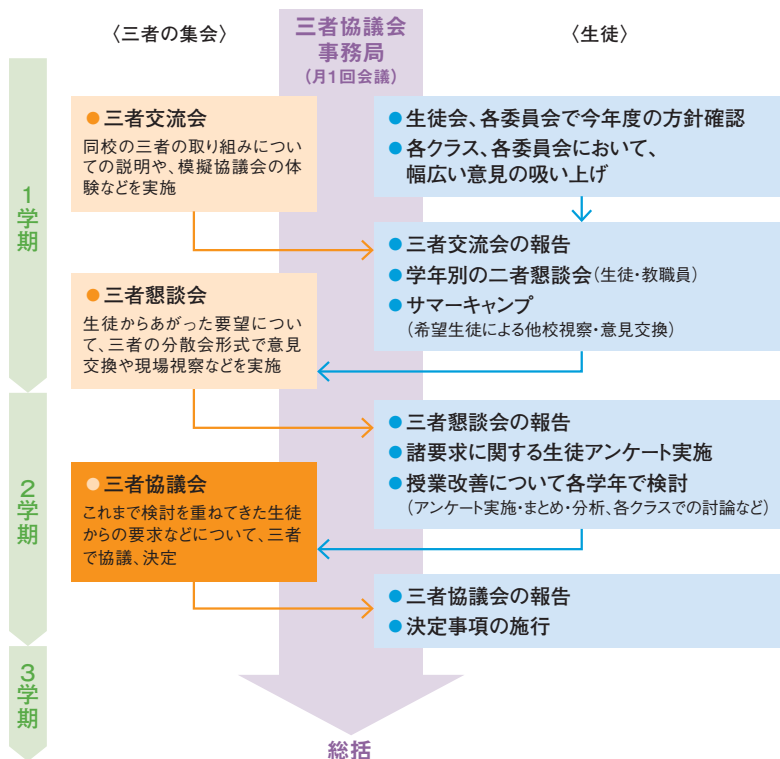 〈三者の集会〉
三者協議会
事務局
(月1回会議)
〈生徒〉
1学期
● 三者交流会
同校の三者の取り組みについ
ての説明や、模擬協議会の体
験などを実施
● 生徒会、各委員会で今年度の方針確認
● 各クラス、各委員会において、
幅広い意見の吸い上げ
● 三者交流会の報告
● 学年別の二者懇談会(生徒・教職員)
● サマーキャンプ
(希望生徒による他校視察・意見交換)
● 三者懇談会
生徒からあがった要望につい
て、三者の分散会形式で意見
交換や現場視察などを実施
2学期
● 三者懇談会の報告
● 諸要求に関する生徒アンケート実施
● 授業改善について各学年で検討
(アンケート実施・まとめ・分析、各クラスでの討論など)
● 三者協議会
これまで検討を重ねてきた生徒
からの要求などについて、三者
で協議、決定
● 三者協議会の報告
● 決定事項の施行
3学期
総括